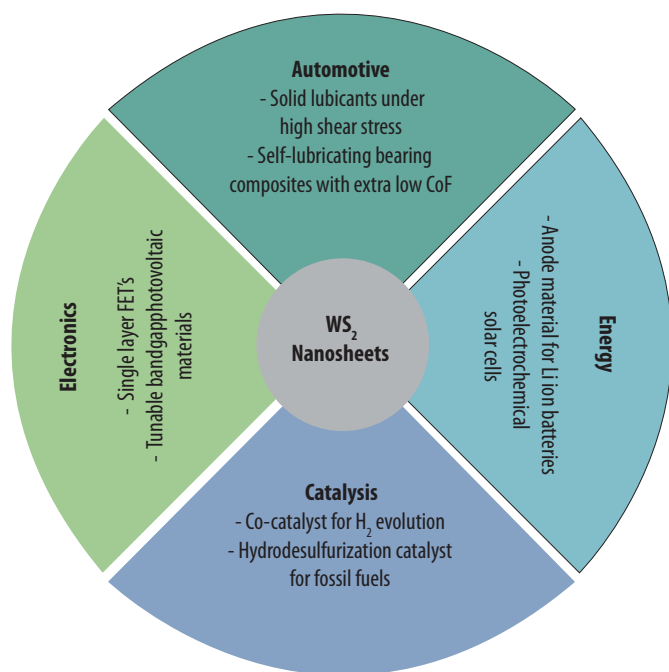 Automotive
- Solid lubicants under
high shear stress
- Self-lubricating bearing
composites with extra low CoF
Electronics
- Single layer FET's
- Tunable bandgapphotovoltaic
materials
WS₂
Nanosheets
Energy
- Anode material for Li ion batteries
- Photoelectrochemical
solar cells
Catalysis
- Co-catalyst for H₂ evolution
- Hydrodesulfurization catalyst
for fossil fuels